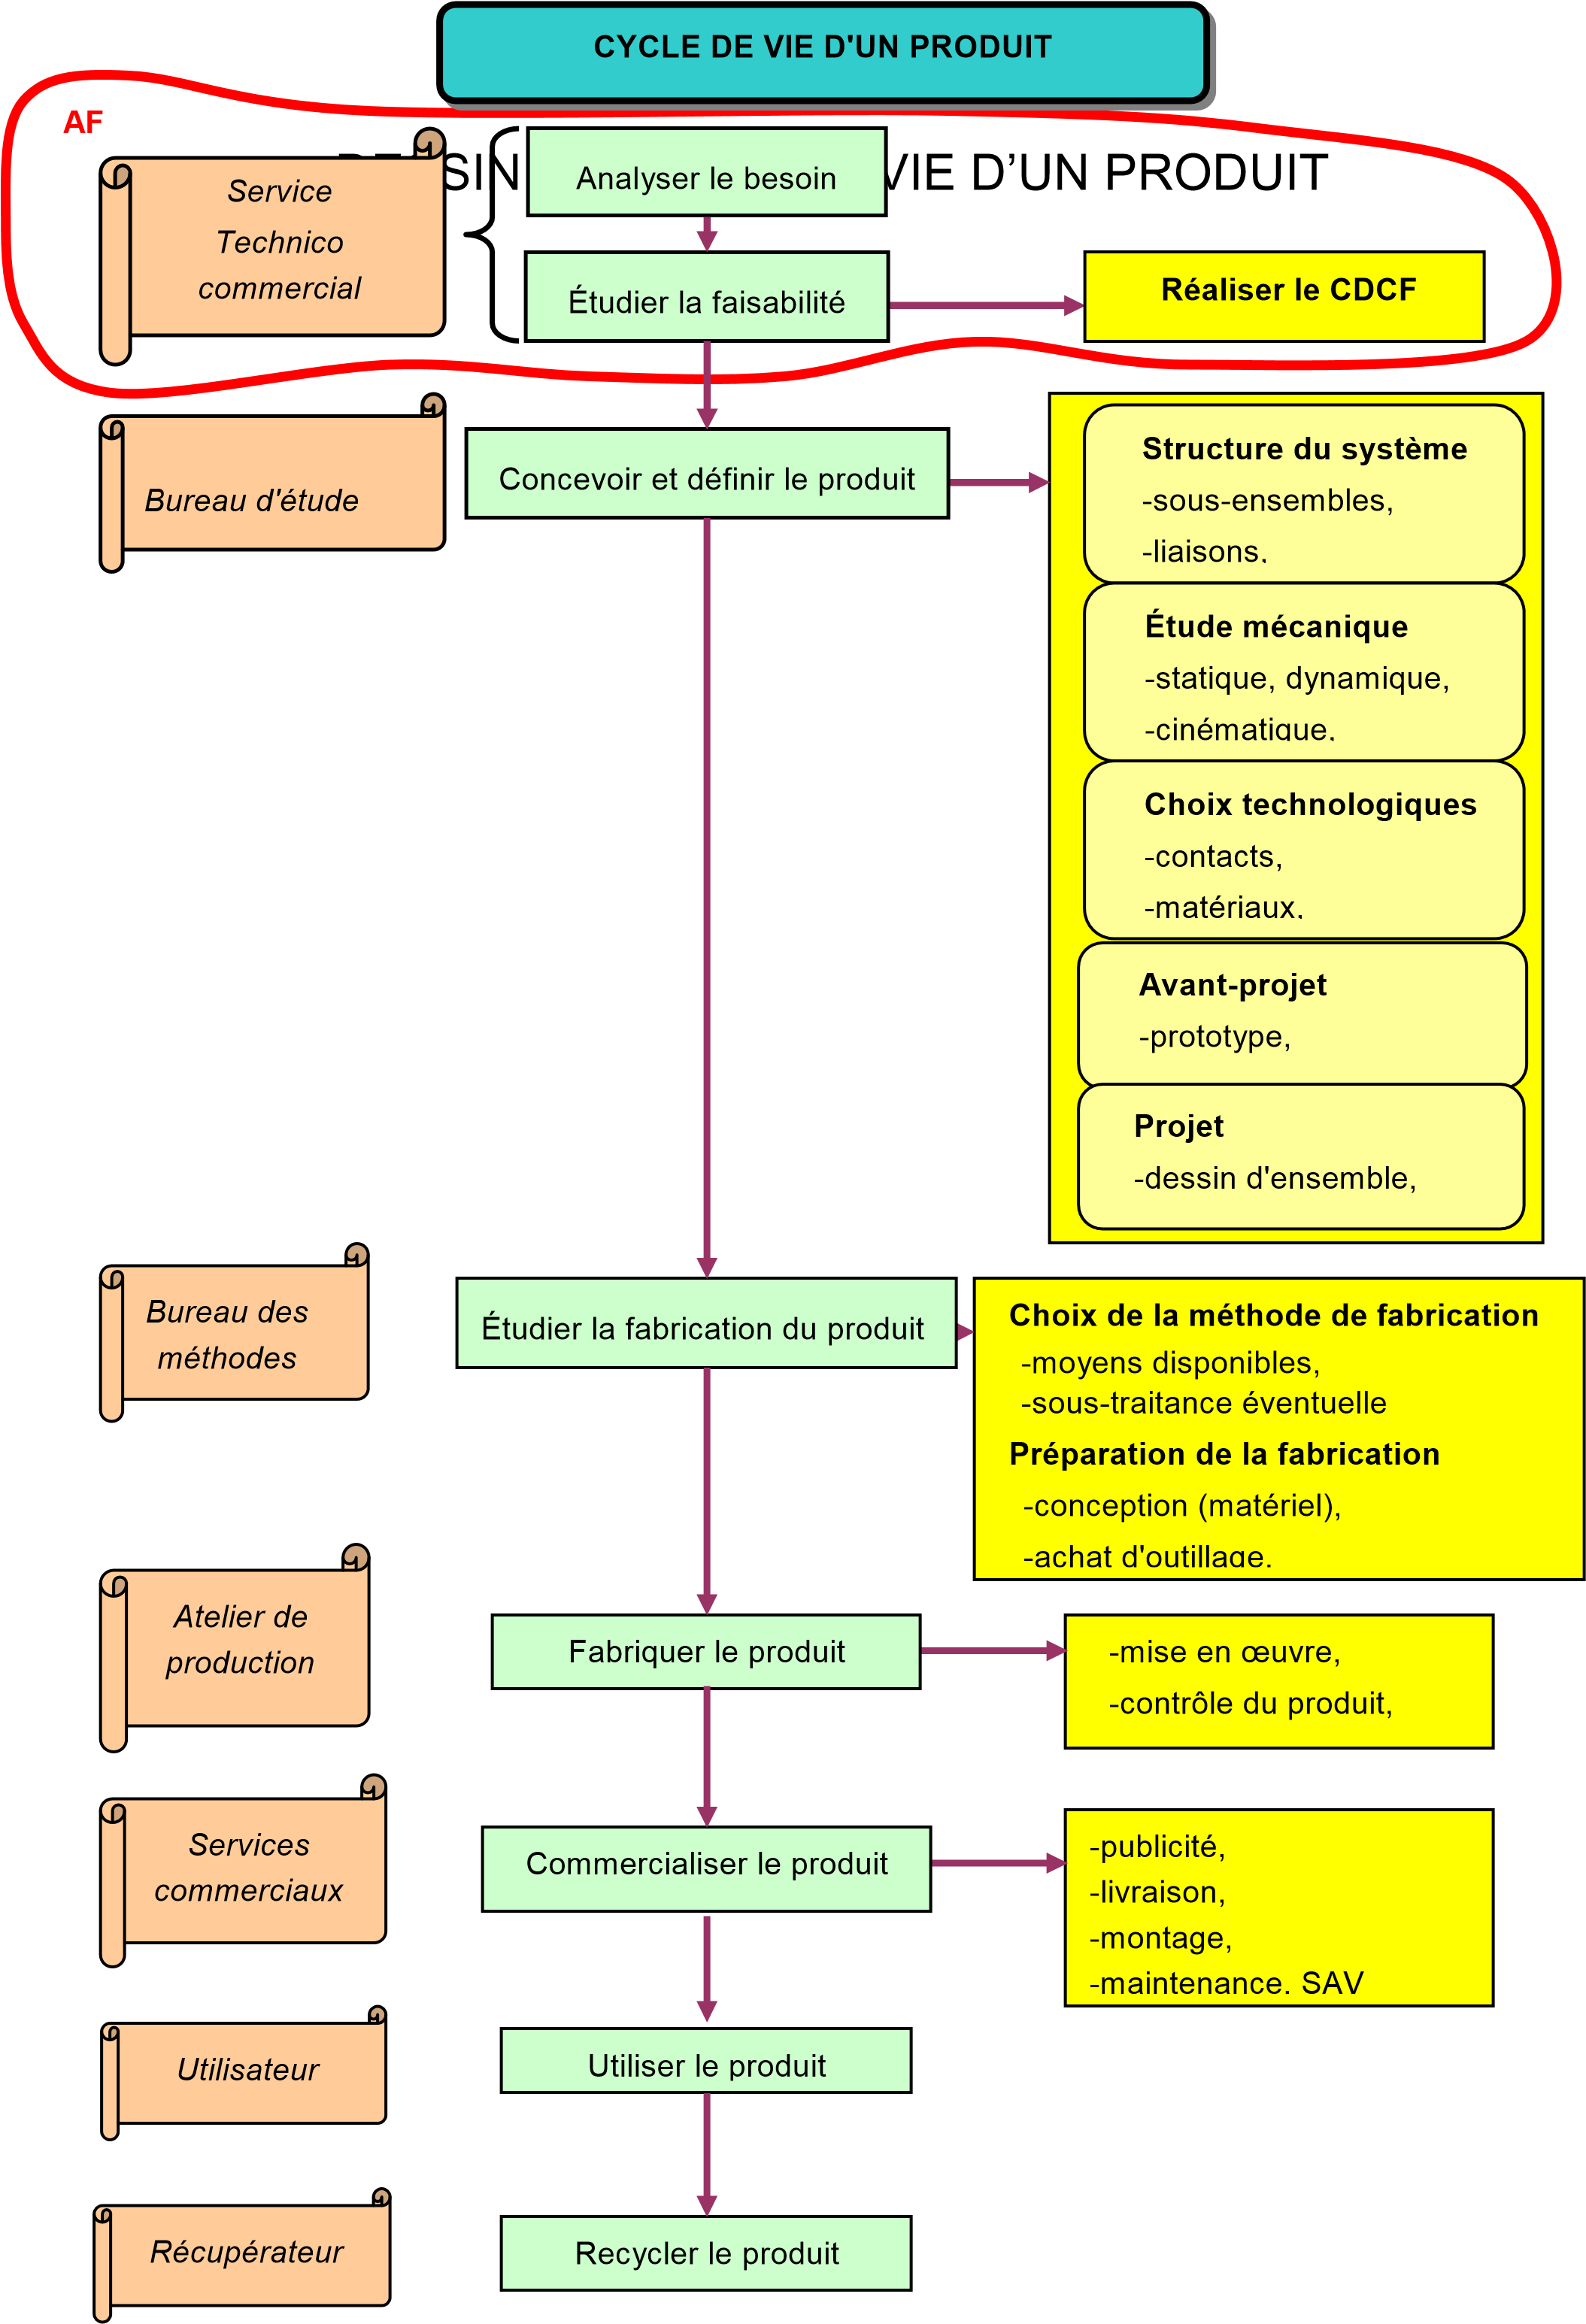 CYCLE DE VIE D'UN PRODUIT
AF
SIN VIE D’UN PRODUIT
Service
Technico
commercial
Analyser le besoin
Étudier la faisabilité
Réaliser le CDCF
Bureau d'étude
Concevoir et définir le produit
Structure du système
-sous-ensembles,
-liaisons,
Étude mécanique
-statique, dynamique,
-cinématique,
Choix technologiques
-contacts,
-matériaux,
Avant-projet
-prototype,
Projet
-dessin d'ensemble,
Bureau des
méthodes
Étudier la fabrication du produit
Choix de la méthode de fabrication
-moyens disponibles,
-sous-traitance éventuelle
Préparation de la fabrication
-conception (matériel),
-achat d'outillage,
Atelier de
production
Fabriquer le produit
-mise en œuvre,
-contrôle du produit,
Services
commerciaux
Commercialiser le produit
-publicité,
-livraison,
-montage,
-maintenance, SAV
Utilisateur
Utiliser le produit
Récupérateur
Recycler le produit